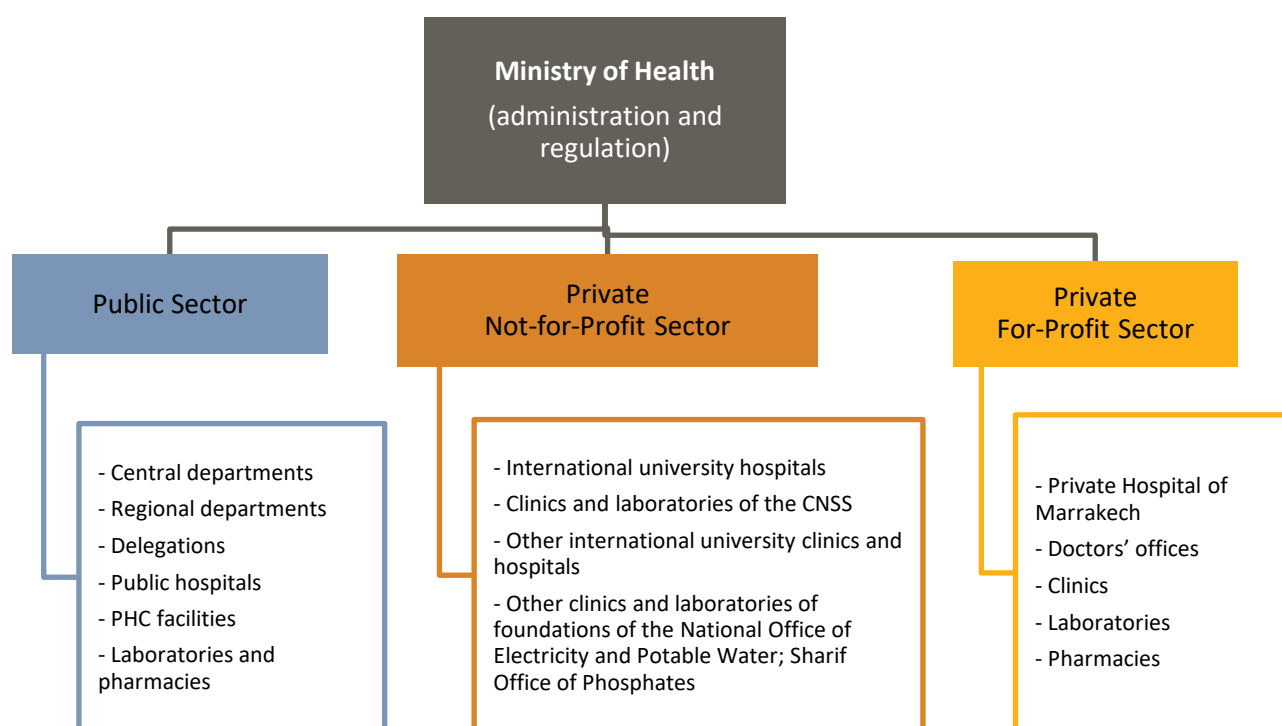 Ministry of Health
(administration and
regulation)
Public Sector
- Central departments
- Regional departments
- Delegations
- Public hospitals
- PHC facilities
- Laboratories and
pharmacies
Private
Not-for-Profit Sector
- International university hospitals
- Clinics and laboratories of the CNSS
- Other international university clinics and
hospitals
- Other clinics and laboratories of
foundations of the National Office of
Electricity and Potable Water; Sharif
Office of Phosphates
Private
For-Profit Sector
- Private Hospital of
Marrakech
- Doctors’ offices
- Clinics
- Laboratories
- Pharmacies